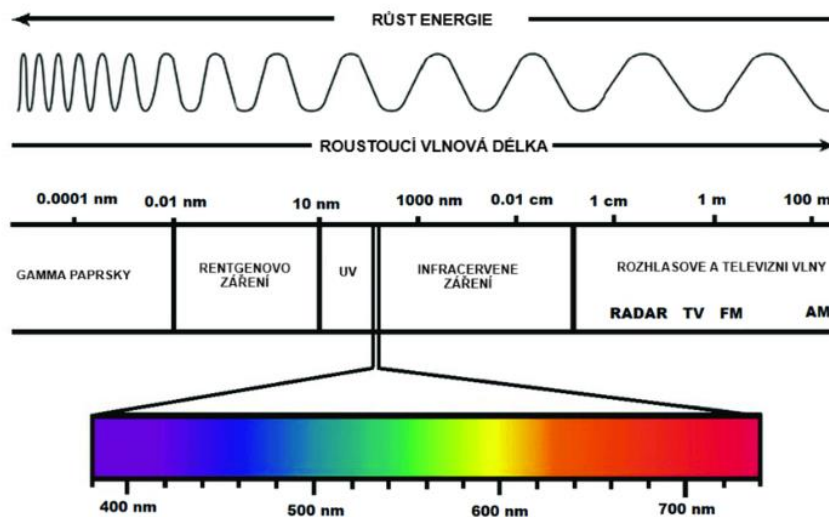 RŮST ENERGIE
ROUSTOUCÍ VLNOVÁ DÉLKA
0.0001 nm 0.01 nm 10 nm 1000 nm 0.01 cm 1 cm 1 m 100 m
GAMMA PAPRSKY
RENTGENOVO
ZÁŘENÍ
UV
INFRACERVENE
ZÁŘENÍ
ROZHLASOVE A TELEVIZNI VLNY
RADAR TV FM AM
400 nm 500 nm 600 nm 700 nm